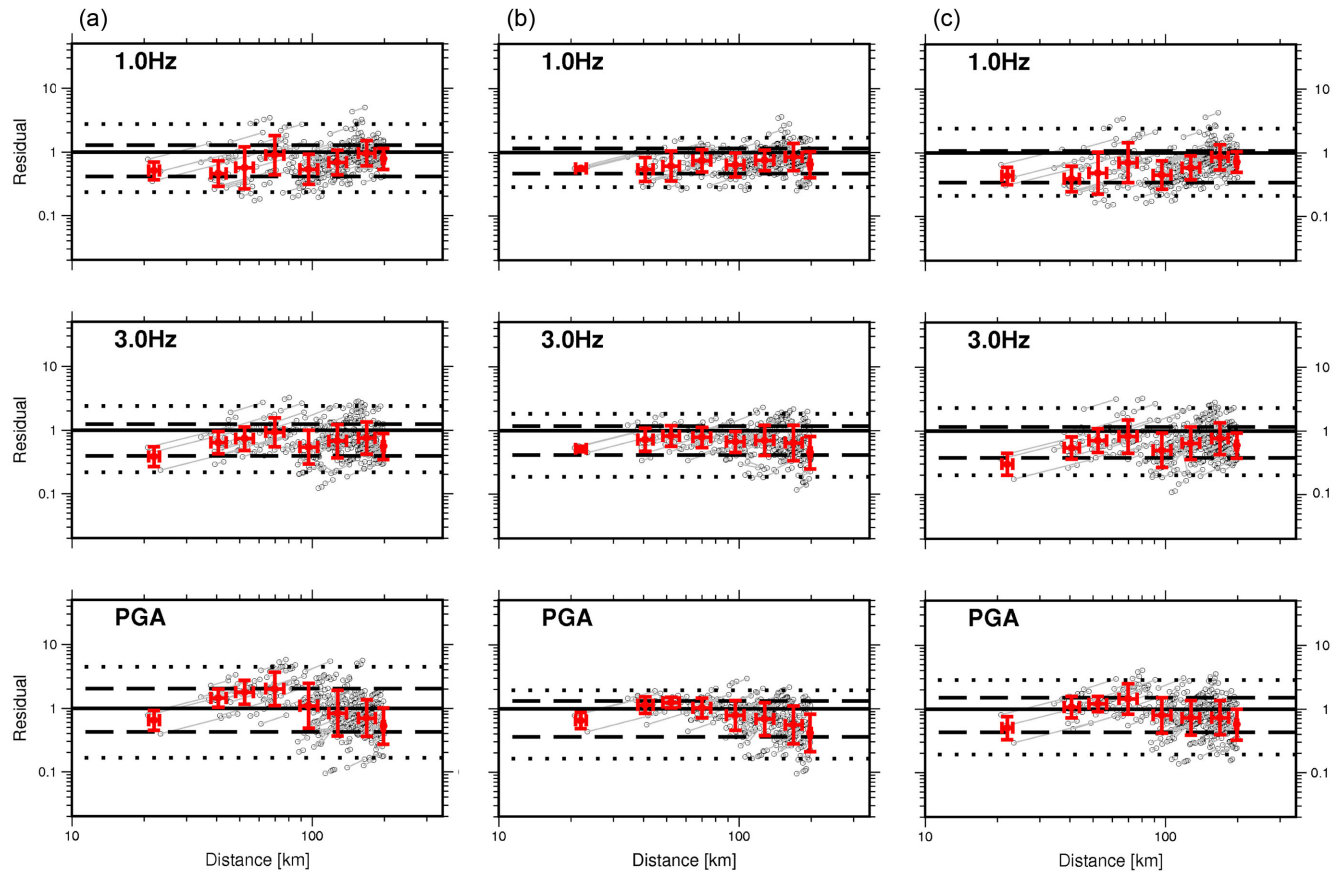 (a) (b) (c)
1.0Hz 1.0Hz 1.0Hz
10 10
Residual 1 1
0.1 0.1
3.0Hz 3.0Hz 3.0Hz
10 10
Residual 1 1
0.1 0.1
PGA PGA PGA
10 10
Residual 1 1
0.1 0.1
10 100 10 100 10 100
Distance [km] Distance [km] Distance [km]